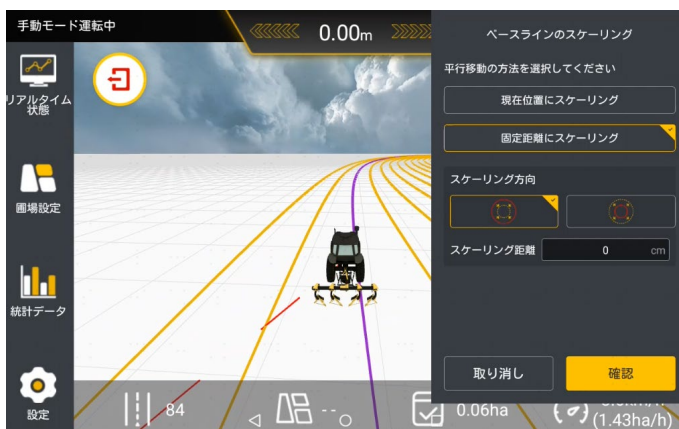 手動モード運転中
0.00m
ベースラインのスケーリング
平行移動の方法を選択してください
現在位置にスケーリング
固定距離にスケーリング
スケーリング方向
スケーリング距離 0 cm
取り消し 確認
リアルタイム
状態
圃場設定
統計データ
設定
84
--
0.06ha
(1.43ha/h)